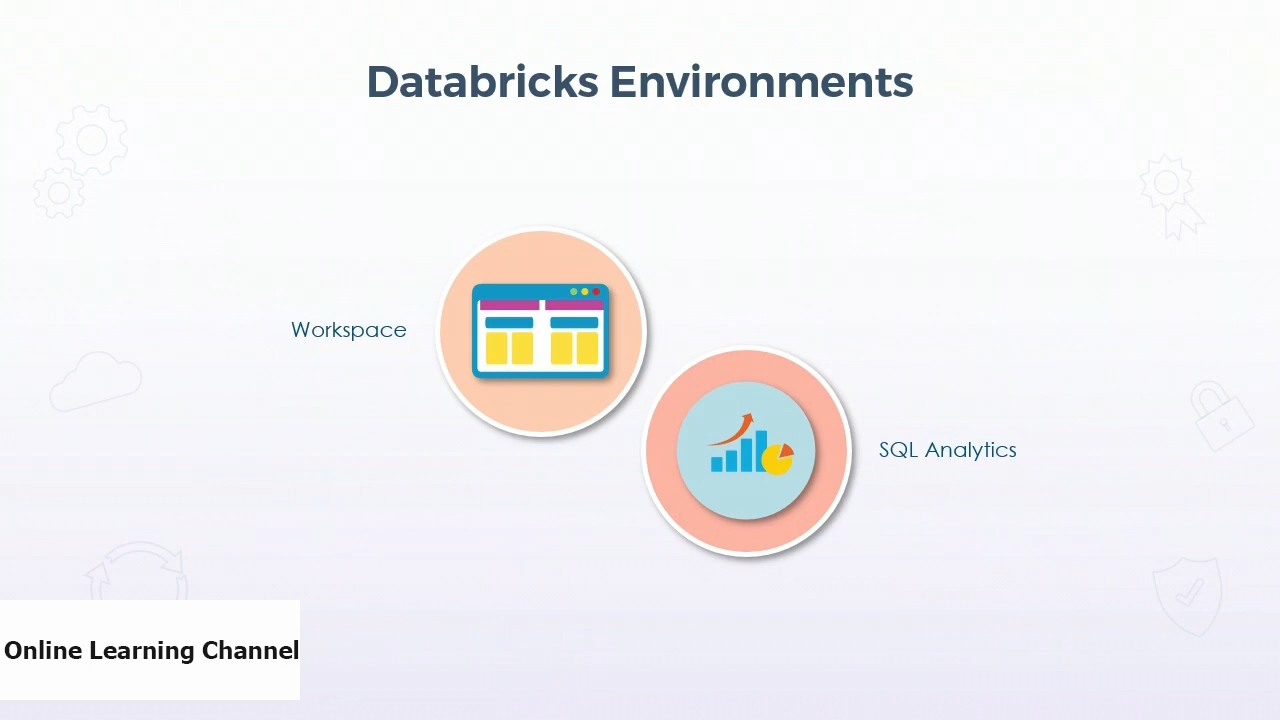 Databricks Environments
Workspace
SQL Analytics
Online Learning Channel